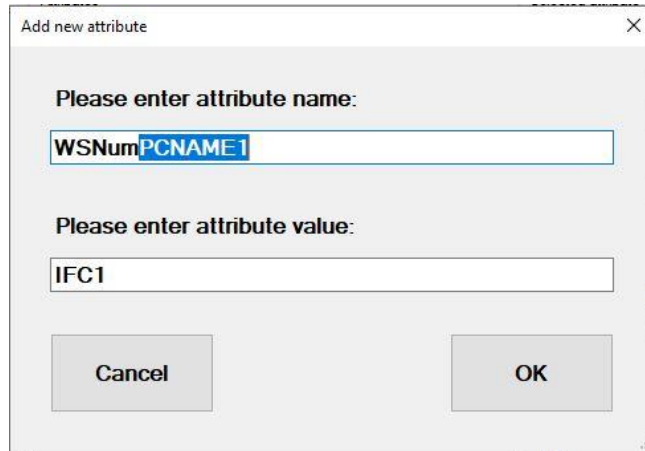 Add new attribute
Please enter attribute name:
WSNumPCNAME1
Please enter attribute value:
IFC1
Cancel
OK